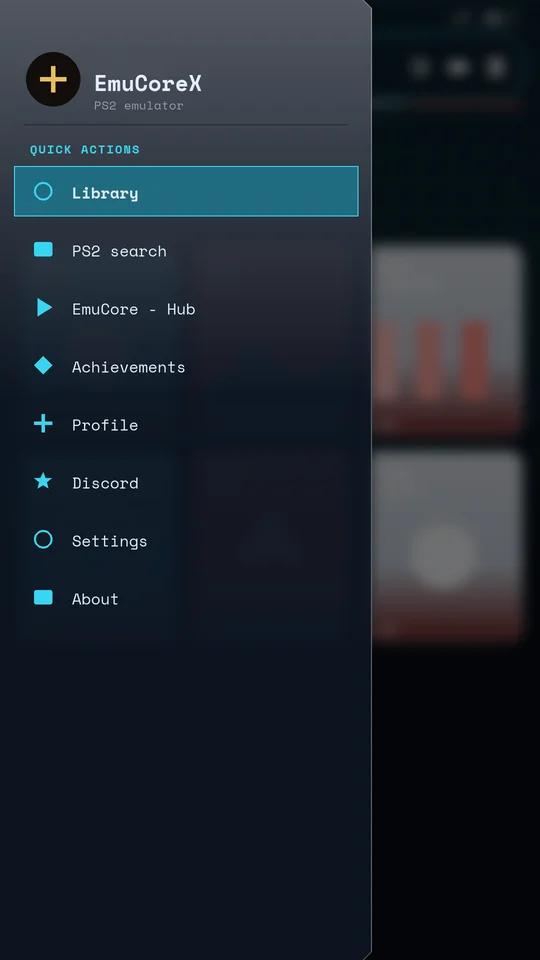 EmuCoreX
PS2 emulator
QUICK ACTIONS
Library
PS2 search
EmuCore - Hub
Achievements
Profile
Discord
Settings
About